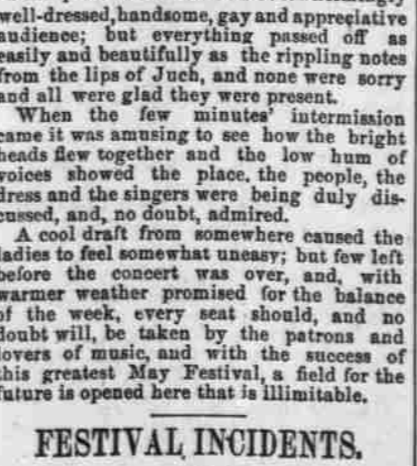 well-dressed, handsome, gay and appreciative
audience; but everything passed off as
easily and beautifully as the rippling notes
from the lips of Juch, and none were sorry
and all were glad they were present.
When the few minutes' intermission
came it was amusing to see how the bright
heads flew together and the low hum of
voices showed the place, the people, the
dress and the singers were being duly dis-
cussed, and, no doubt, admired.
A cool draft from somewhere caused the
ladies to feel somewhat uneasy; but few left
before the concert was over, and, with
warmer weather promised for the balance
of the week, every seat should, and no
doubt will, be taken by the patrons and
lovers of music, and with the success of
this greatest May Festival, a field for the
future is opened here that is illimitable.
FESTIVAL INCIDENTS.